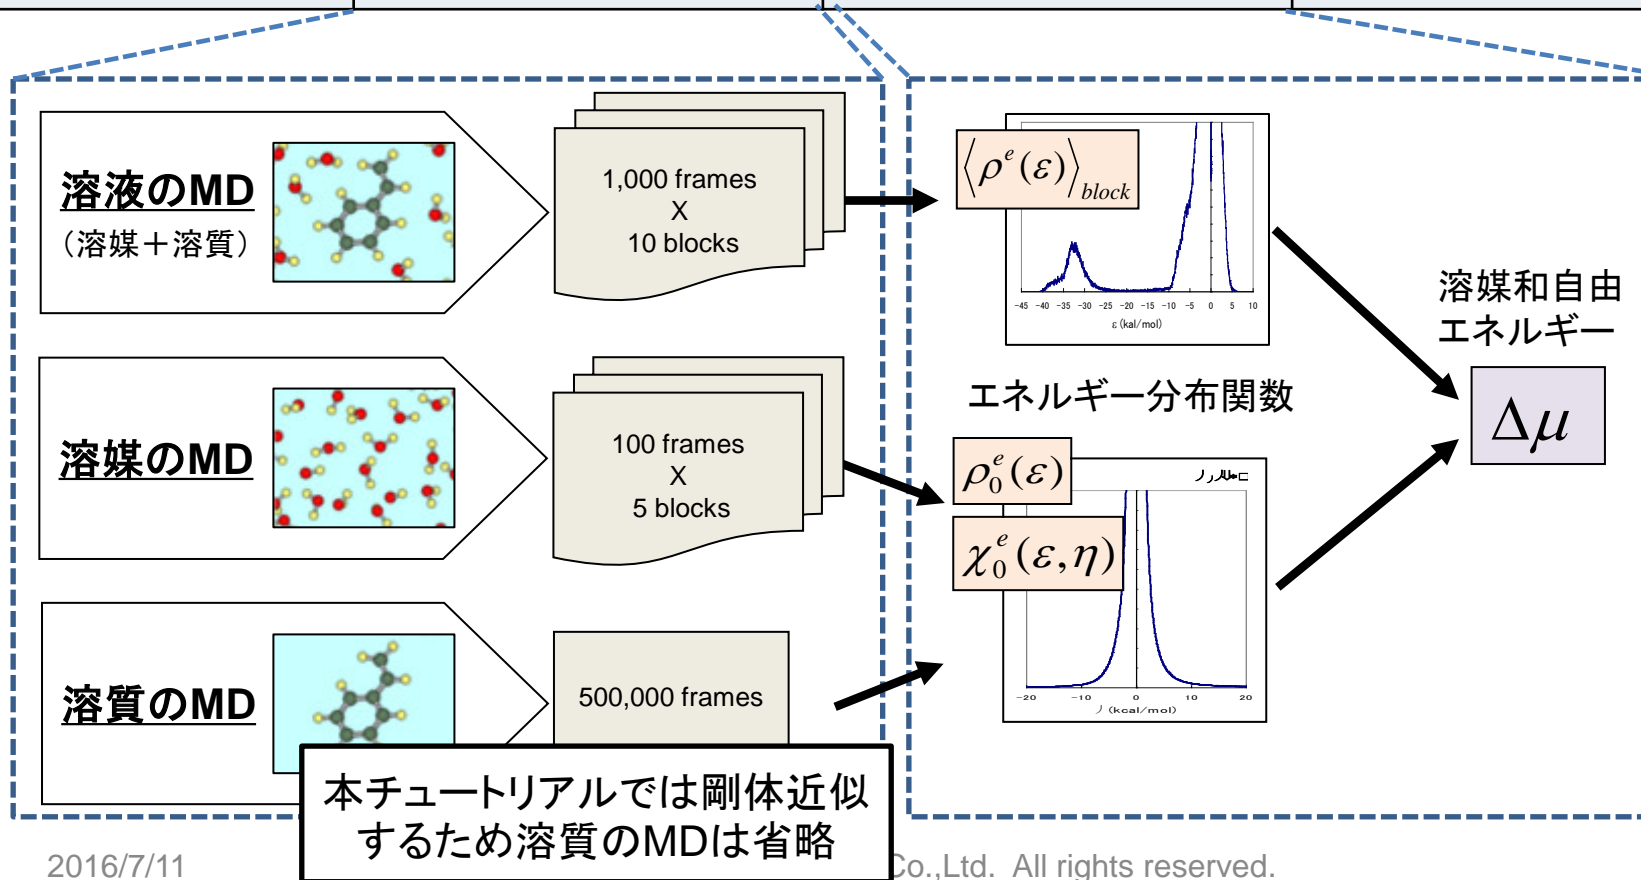 溶液のMD
（溶媒＋溶質）
1,000 frames
X
10 blocks
溶媒のMD
100 frames
X
5 blocks
溶質のMD
500,000 frames
本チュートリアルでは剛体近似
するため溶質のMDは省略
⟨ρ^e(ε)⟩_block
-45 -40 -35 -30 -25 -20 -15 -10 -5 0 5 10
ε(kal/mol)
エネルギー分布関数
ρ_0^e(ε)
χ_0^e(ε,η)
-20 -10 0 10 20
(kcal/mol)
溶媒和自由
エネルギー
Δμ
2016/7/11
Co.,Ltd. All rights reserved.